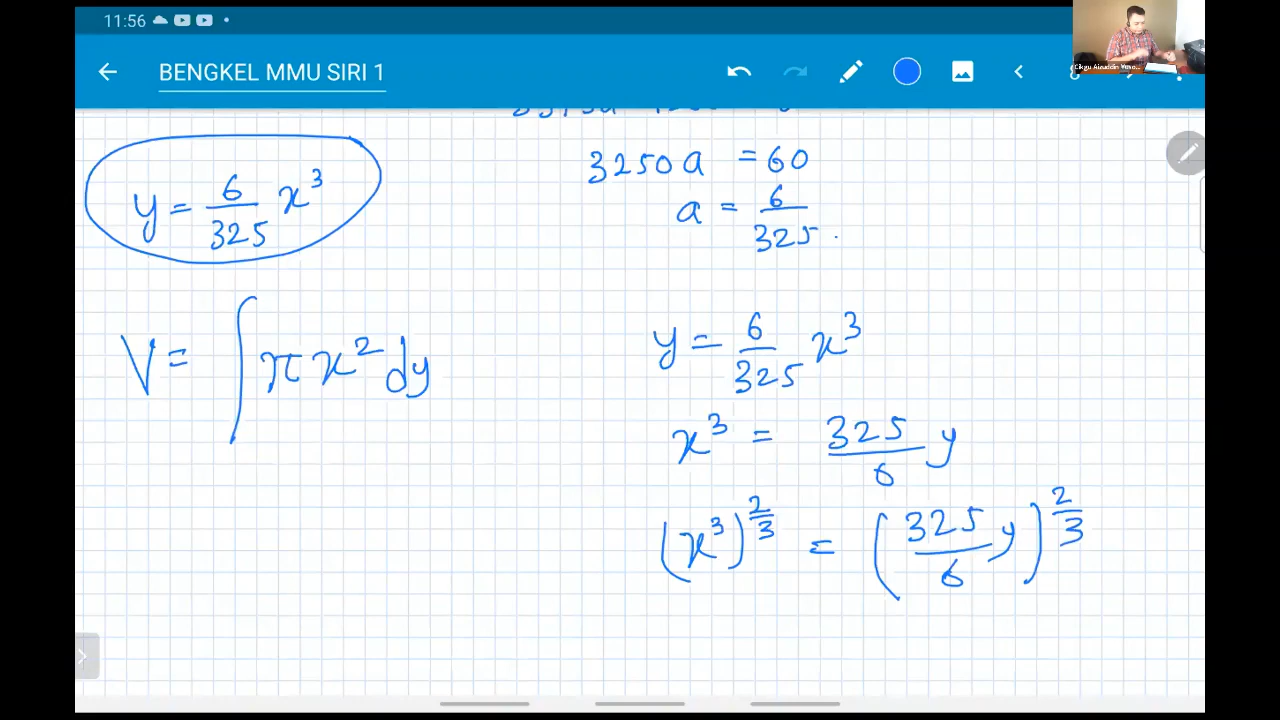 11:56
BENGKEL MMU SIRI 1
3250a = 60
a = 6/325.
y = 6/325 x³
V = ∫ π x² dy
y = 6/325 x³
x³ = 325/6 y
(x³)^(2/3) = (325/6 y)^(2/3)